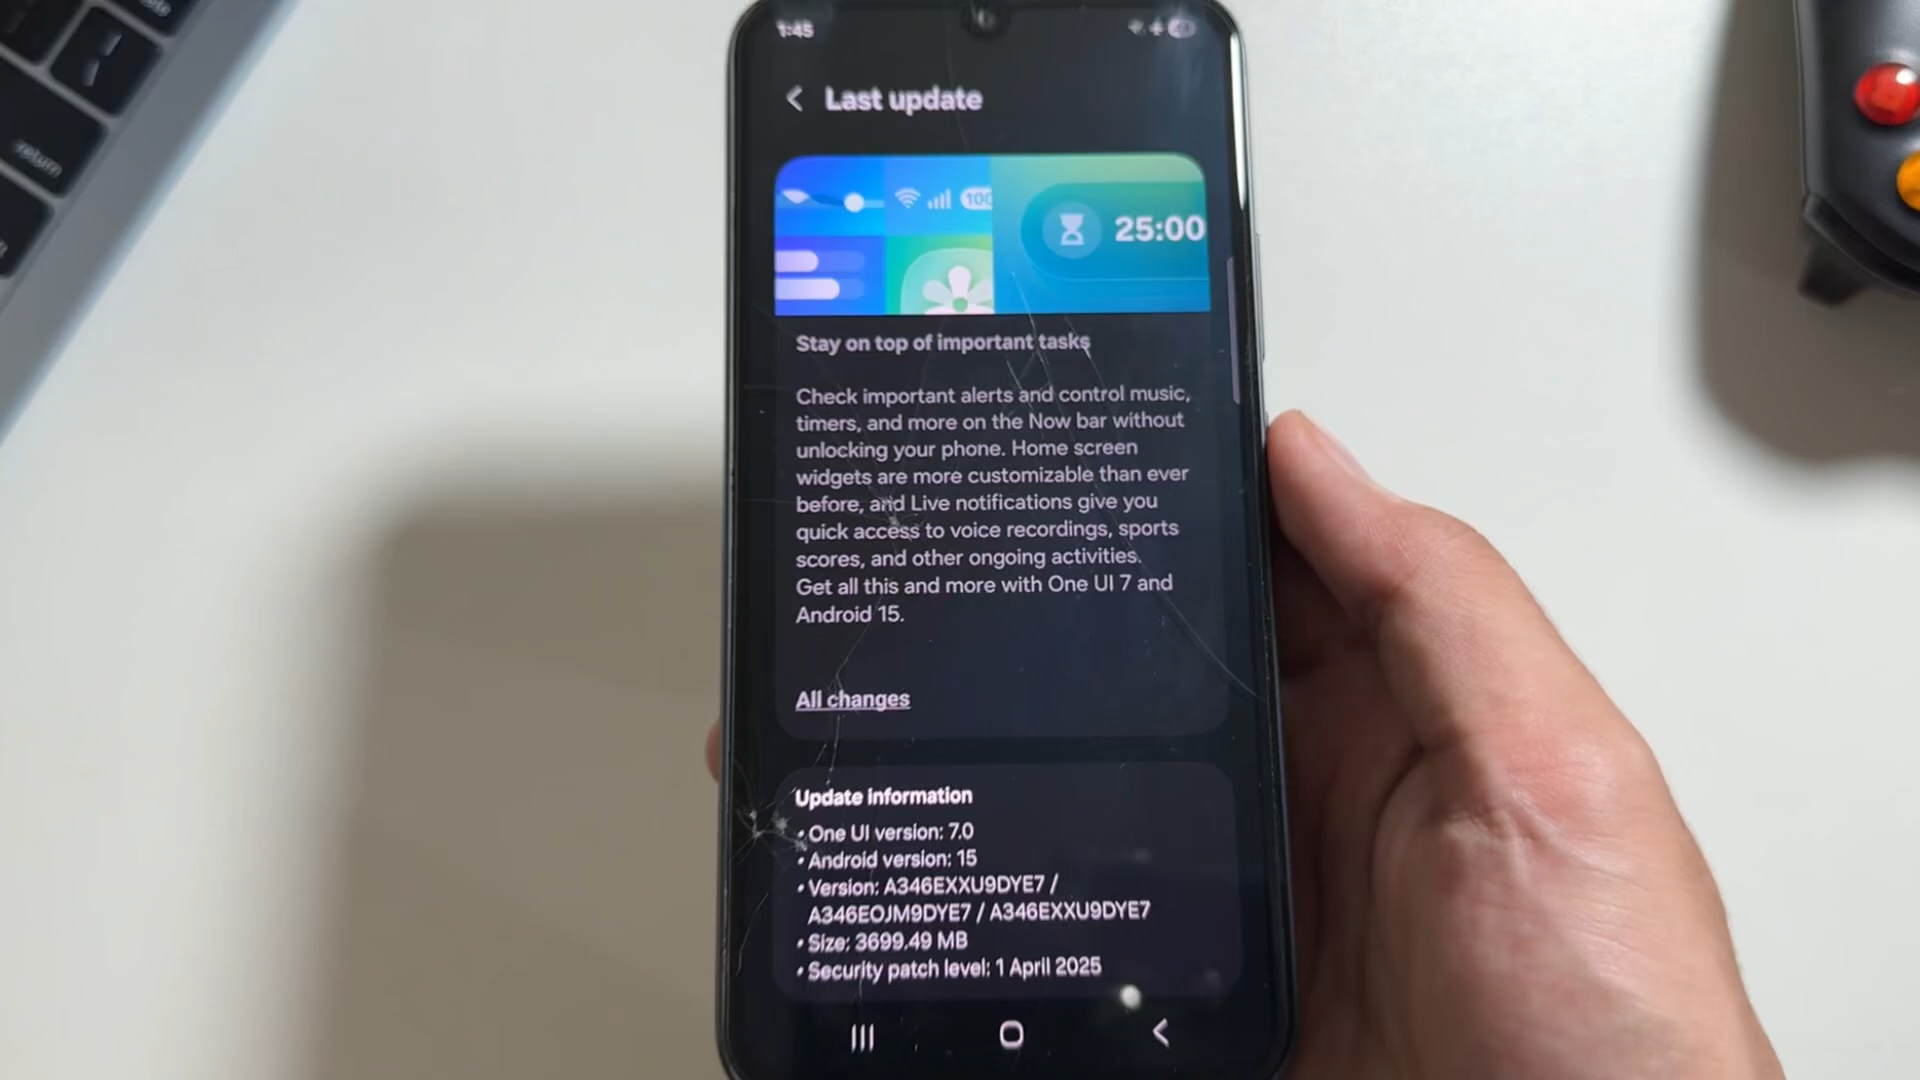 return
1:45
Last update
100
25:00
Stay on top of important tasks
Check important alerts and control music,
timers, and more on the Now bar without
unlocking your phone. Home screen
widgets are more customizable than ever
before, and Live notifications give you
quick access to voice recordings, sports
scores, and other ongoing activities.
Get all this and more with One UI 7 and
Android 15.
All changes
Update information
• One UI version: 7.0
• Android version: 15
• Version: A346EXXU9DYE7 /
A346EOJM9DYE7 / A346EXXU9DYE7
• Size: 3699.49 MB
• Security patch level: 1 April 2025